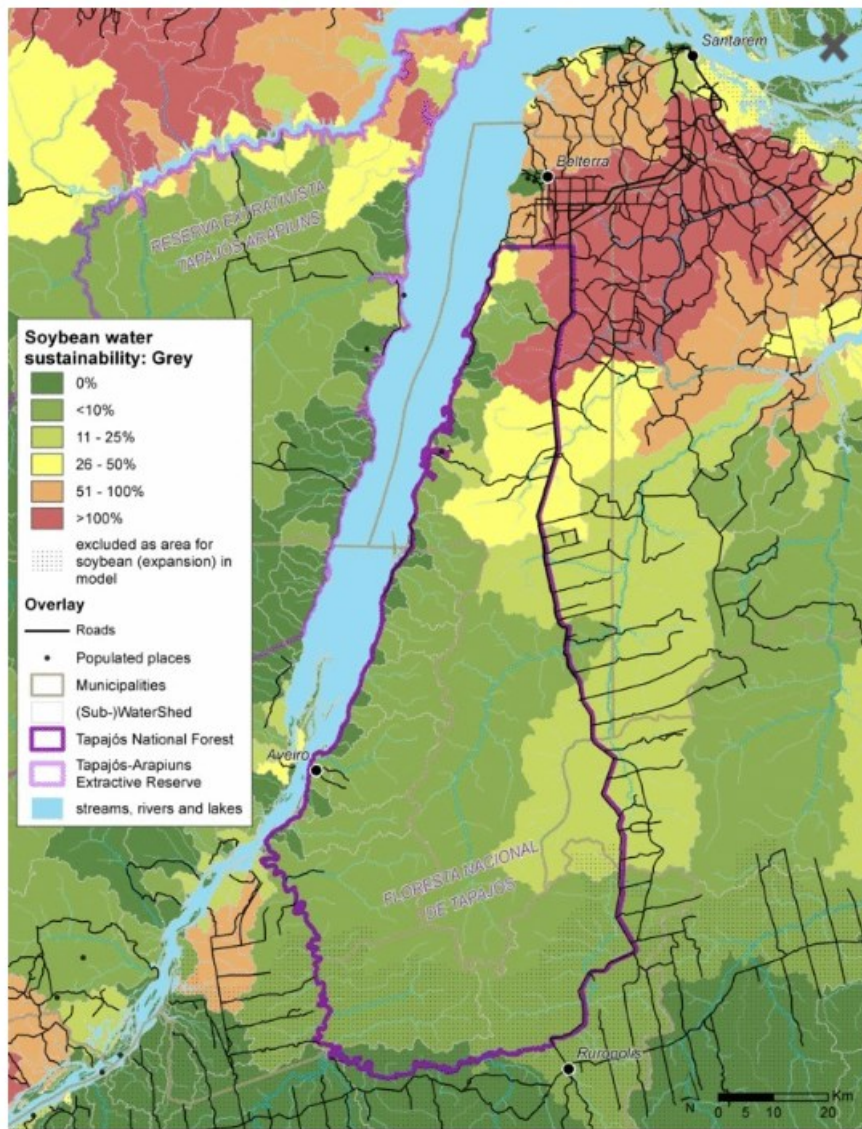 Santarem
Belterra
RESERVA EXTRATIVISTA
TAPAJÓS ARAPIUNS
Soybean water
sustainability: Grey
0%
<10%
11 - 25%
26 - 50%
51 - 100%
>100%
excluded as area for
soybean (expansion) in
model
Overlay
Roads
Populated places
Municipalities
(Sub-)WaterShed
Tapajós National Forest
Tapajós-Arapiuns
Extractive Reserve
streams, rivers and lakes
Aveiro
FLORESTA NACIONAL
DE TAPAJÓS
Ruropolis
N
Km
0 5 10 20